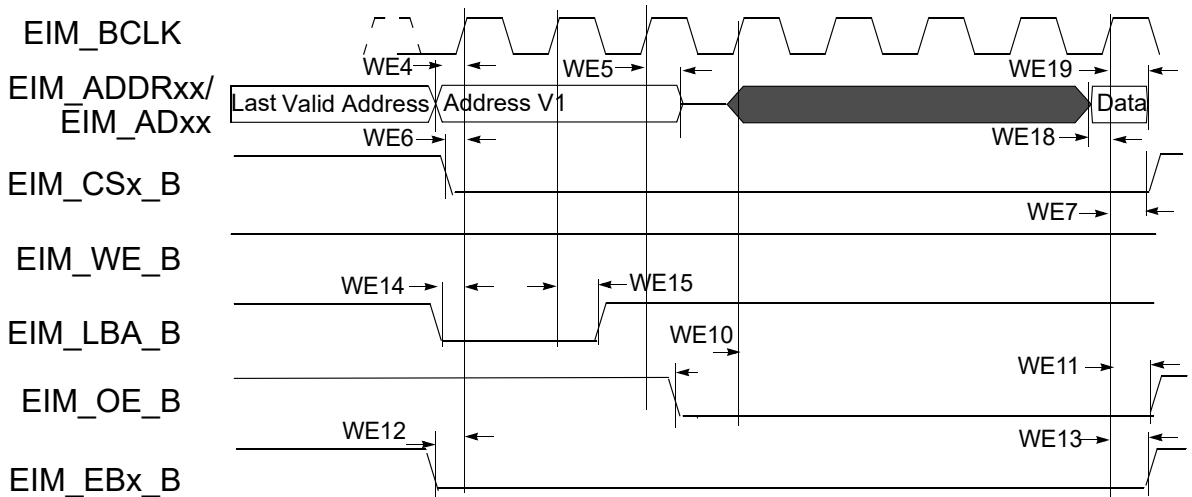 EIM_BCLK
WE4
WE5
WE19
EIM_ADDRxx/
EIM_ADxx
Last Valid Address
Address V1
Data
WE6
WE18
EIM_CSx_B
WE7
EIM_WE_B
WE14
WE15
EIM_LBA_B
WE10
WE11
EIM_OE_B
WE12
WE13
EIM_EBx_B